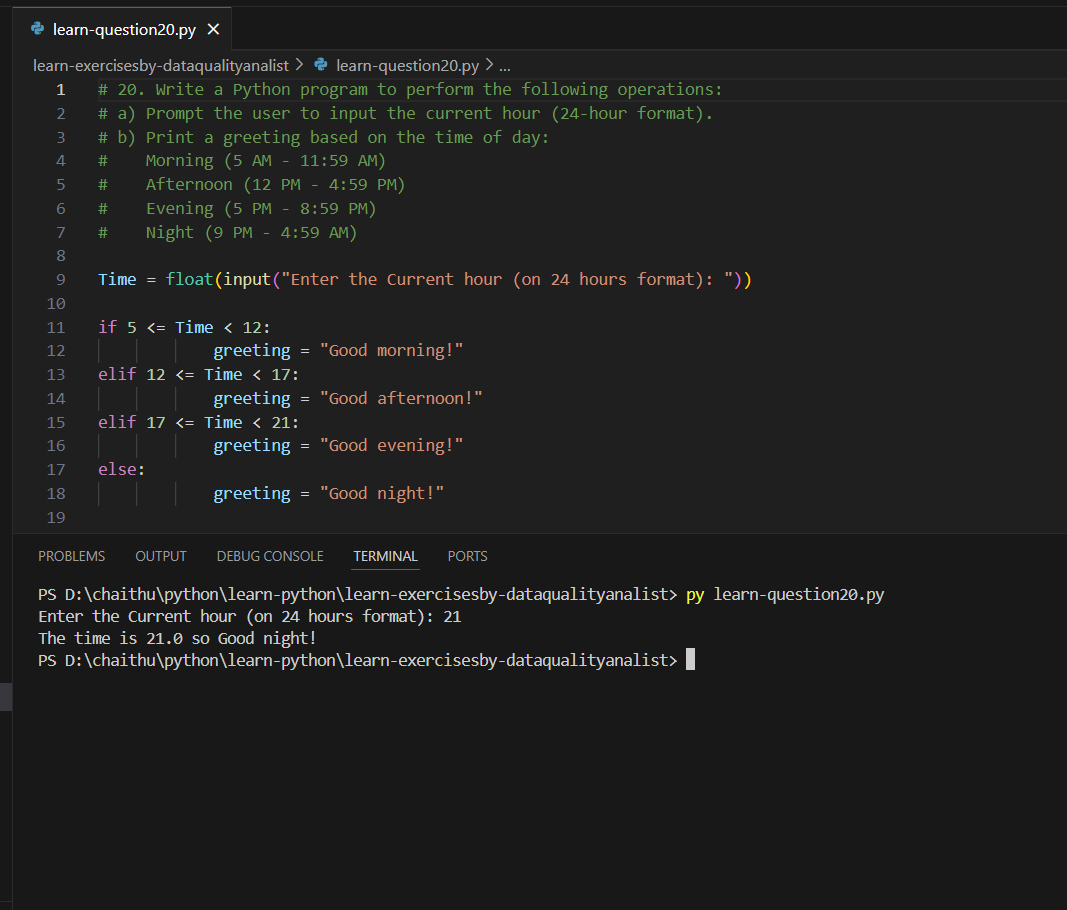 learn-question20.py ×
learn-exercisesby-dataqualityanalist > learn-question20.py > ...
1 # 20. Write a Python program to perform the following operations:
2 # a) Prompt the user to input the current hour (24-hour format).
3 # b) Print a greeting based on the time of day:
4 #    Morning (5 AM - 11:59 AM)
5 #    Afternoon (12 PM - 4:59 PM)
6 #    Evening (5 PM - 8:59 PM)
7 #    Night (9 PM - 4:59 AM)
8
9 Time = float(input("Enter the Current hour (on 24 hours format): "))
10
11 if 5 <= Time < 12:
12             greeting = "Good morning!"
13 elif 12 <= Time < 17:
14             greeting = "Good afternoon!"
15 elif 17 <= Time < 21:
16             greeting = "Good evening!"
17 else:
18             greeting = "Good night!"
19
PROBLEMS OUTPUT DEBUG CONSOLE TERMINAL PORTS
PS D:\chaithu\python\learn-python\learn-exercisesby-dataqualityanalist> py learn-question20.py
Enter the Current hour (on 24 hours format): 21
The time is 21.0 so Good night!
PS D:\chaithu\python\learn-python\learn-exercisesby-dataqualityanalist>